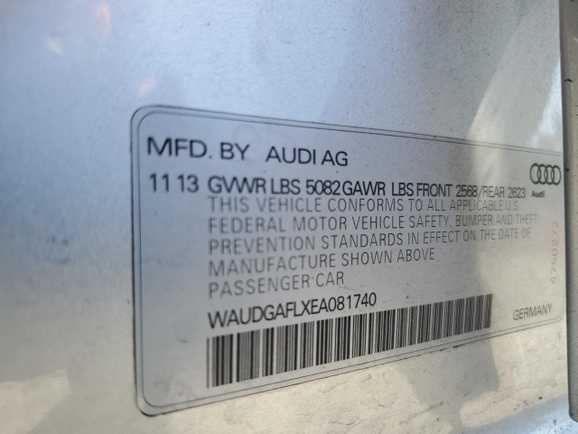 MFD. BY AUDI AG
11 13 GVWR LBS 5082 GAWR LBS FRONT 2568/REAR 2623
THIS VEHICLE CONFORMS TO ALL APPLICABLE U.S.
FEDERAL MOTOR VEHICLE SAFETY, BUMPER AND THEFT
PREVENTION STANDARDS IN EFFECT ON THE DATE OF
MANUFACTURE SHOWN ABOVE
PASSENGER CAR
WAUDGAFLXEA081740
Audi
GERMANY